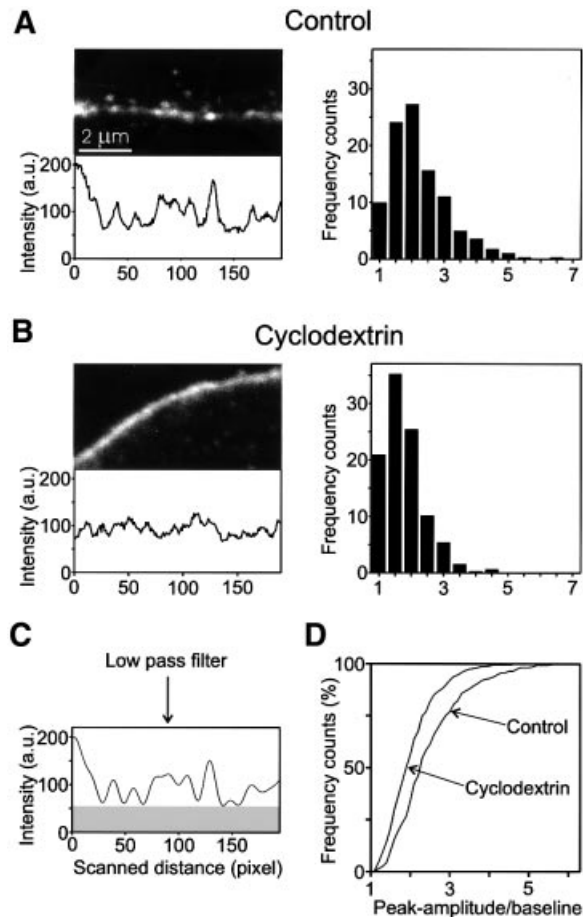 A
Control
2 μm
Intensity (a.u.)
200
100
0
0 50 100 150
Frequency counts
30
20
10
0
1 3 5 7
B
Cyclodextrin
Intensity (a.u.)
200
100
0
0 50 100 150
Frequency counts
30
20
10
0
1 3 5 7
C
Low pass filter
Intensity (a.u.)
200
100
0
0 50 100 150
Scanned distance (pixel)
D
Frequency counts (%)
100
50
0
Control
Cyclodextrin
1 3 5
Peak-amplitude/baseline